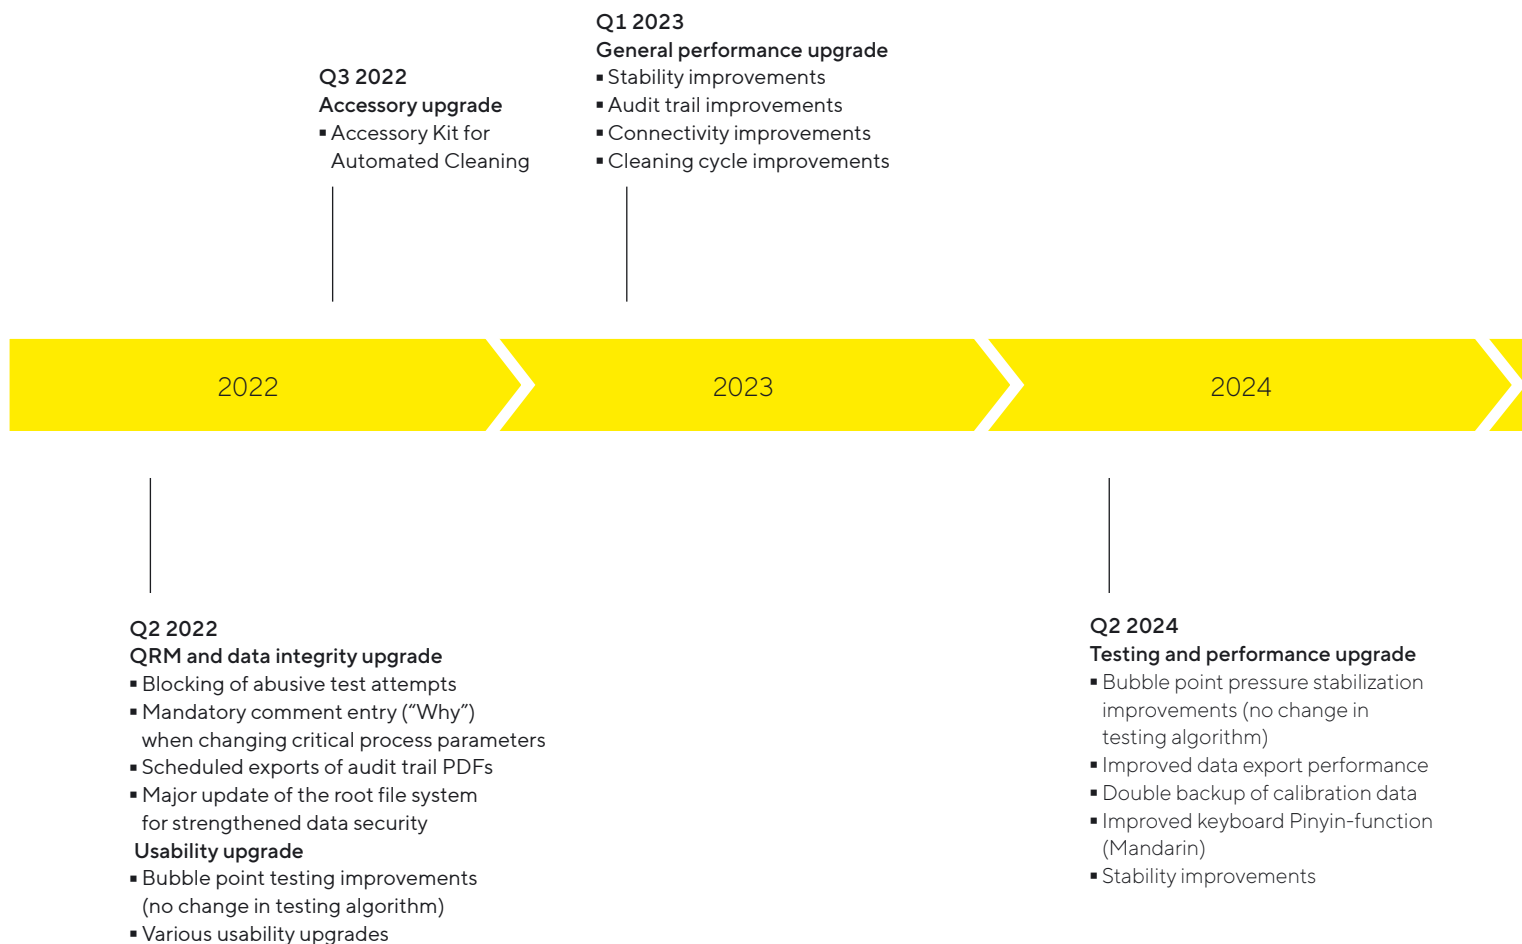 Q1 2023
General performance upgrade
▪ Stability improvements
▪ Audit trail improvements
▪ Connectivity improvements
▪ Cleaning cycle improvements
Q3 2022
Accessory upgrade
▪ Accessory Kit for
Automated Cleaning
2022
2023
2024
Q2 2022
QRM and data integrity upgrade
▪ Blocking of abusive test attempts
▪ Mandatory comment entry (“Why”)
when changing critical process parameters
▪ Scheduled exports of audit trail PDFs
▪ Major update of the root file system
for strengthened data security
Usability upgrade
▪ Bubble point testing improvements
(no change in testing algorithm)
▪ Various usability upgrades
Q2 2024
Testing and performance upgrade
▪ Bubble point pressure stabilization
improvements (no change in
testing algorithm)
▪ Improved data export performance
▪ Double backup of calibration data
▪ Improved keyboard Pinyin-function
(Mandarin)
▪ Stability improvements